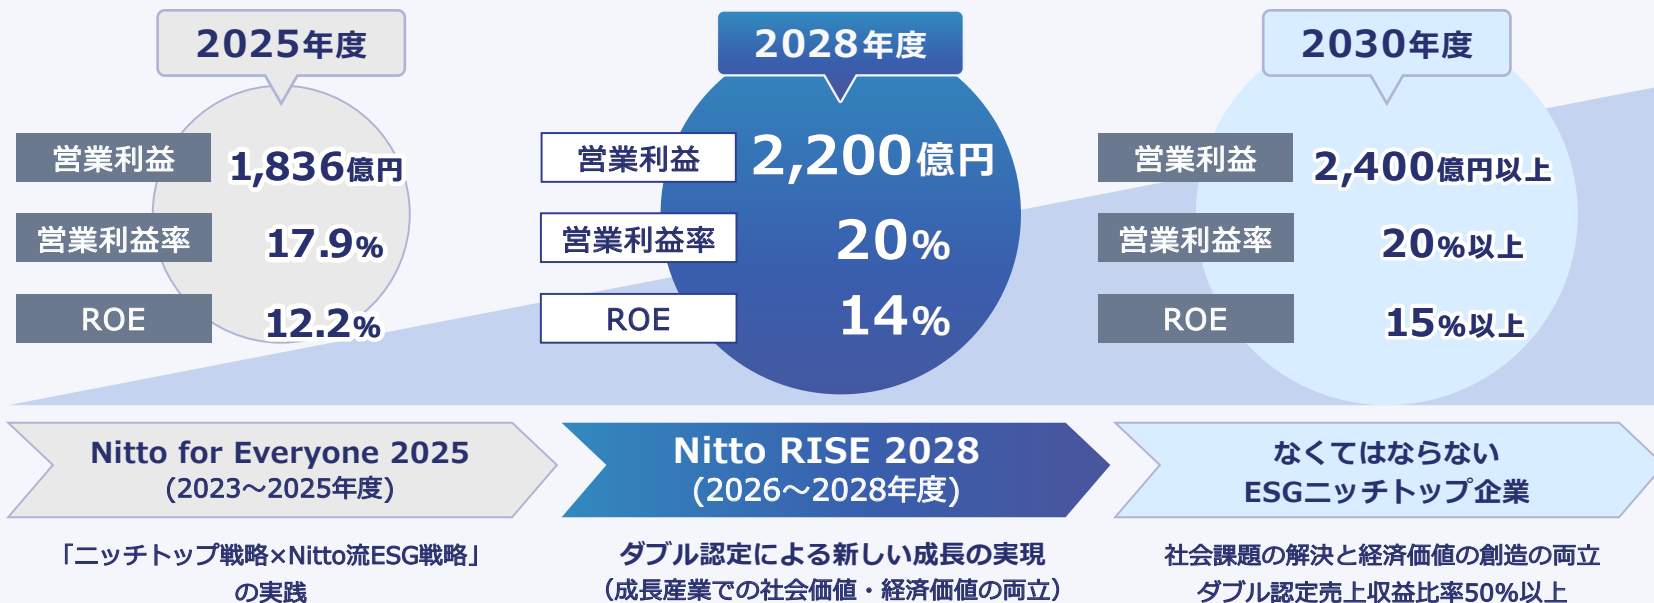 2025年度
営業利益 1,836億円
営業利益率 17.9%
ROE 12.2%
Nitto for Everyone 2025
(2023～2025年度)
「ニッチトップ戦略×Nitto流ESG戦略」
の実践
2028年度
営業利益 2,200億円
営業利益率 20%
ROE 14%
Nitto RISE 2028
(2026～2028年度)
ダブル認定による新しい成長の実現
（成長産業での社会価値・経済価値の両立）
2030年度
営業利益 2,400億円以上
営業利益率 20%以上
ROE 15%以上
なくてはならない
ESGニッチトップ企業
社会課題の解決と経済価値の創造の両立
ダブル認定売上収益比率50%以上